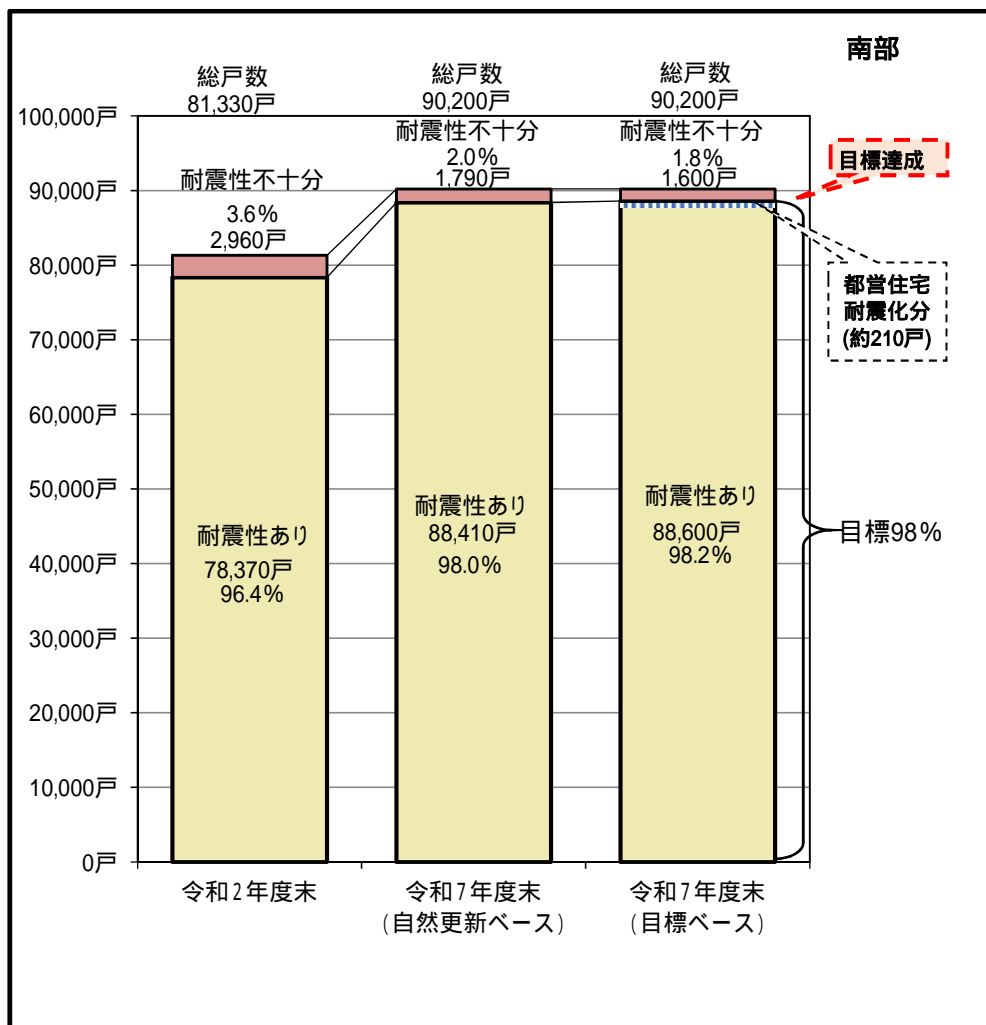 南部
総戸数
81,330戸
総戸数
90,200戸
総戸数
90,200戸
100,000戸
90,000戸
80,000戸
70,000戸
60,000戸
50,000戸
40,000戸
30,000戸
20,000戸
10,000戸
0戸
耐震性不十分
3.6%
2,960戸
耐震性不十分
2.0%
1,790戸
耐震性不十分
1.8%
1,600戸
目標達成
都営住宅
耐震化分
(約210戸)
耐震性あり
78,370戸
96.4%
耐震性あり
88,410戸
98.0%
耐震性あり
88,600戸
98.2%
目標98%
令和2年度末
令和7年度末
(自然更新ベース)
令和7年度末
(目標ベース)